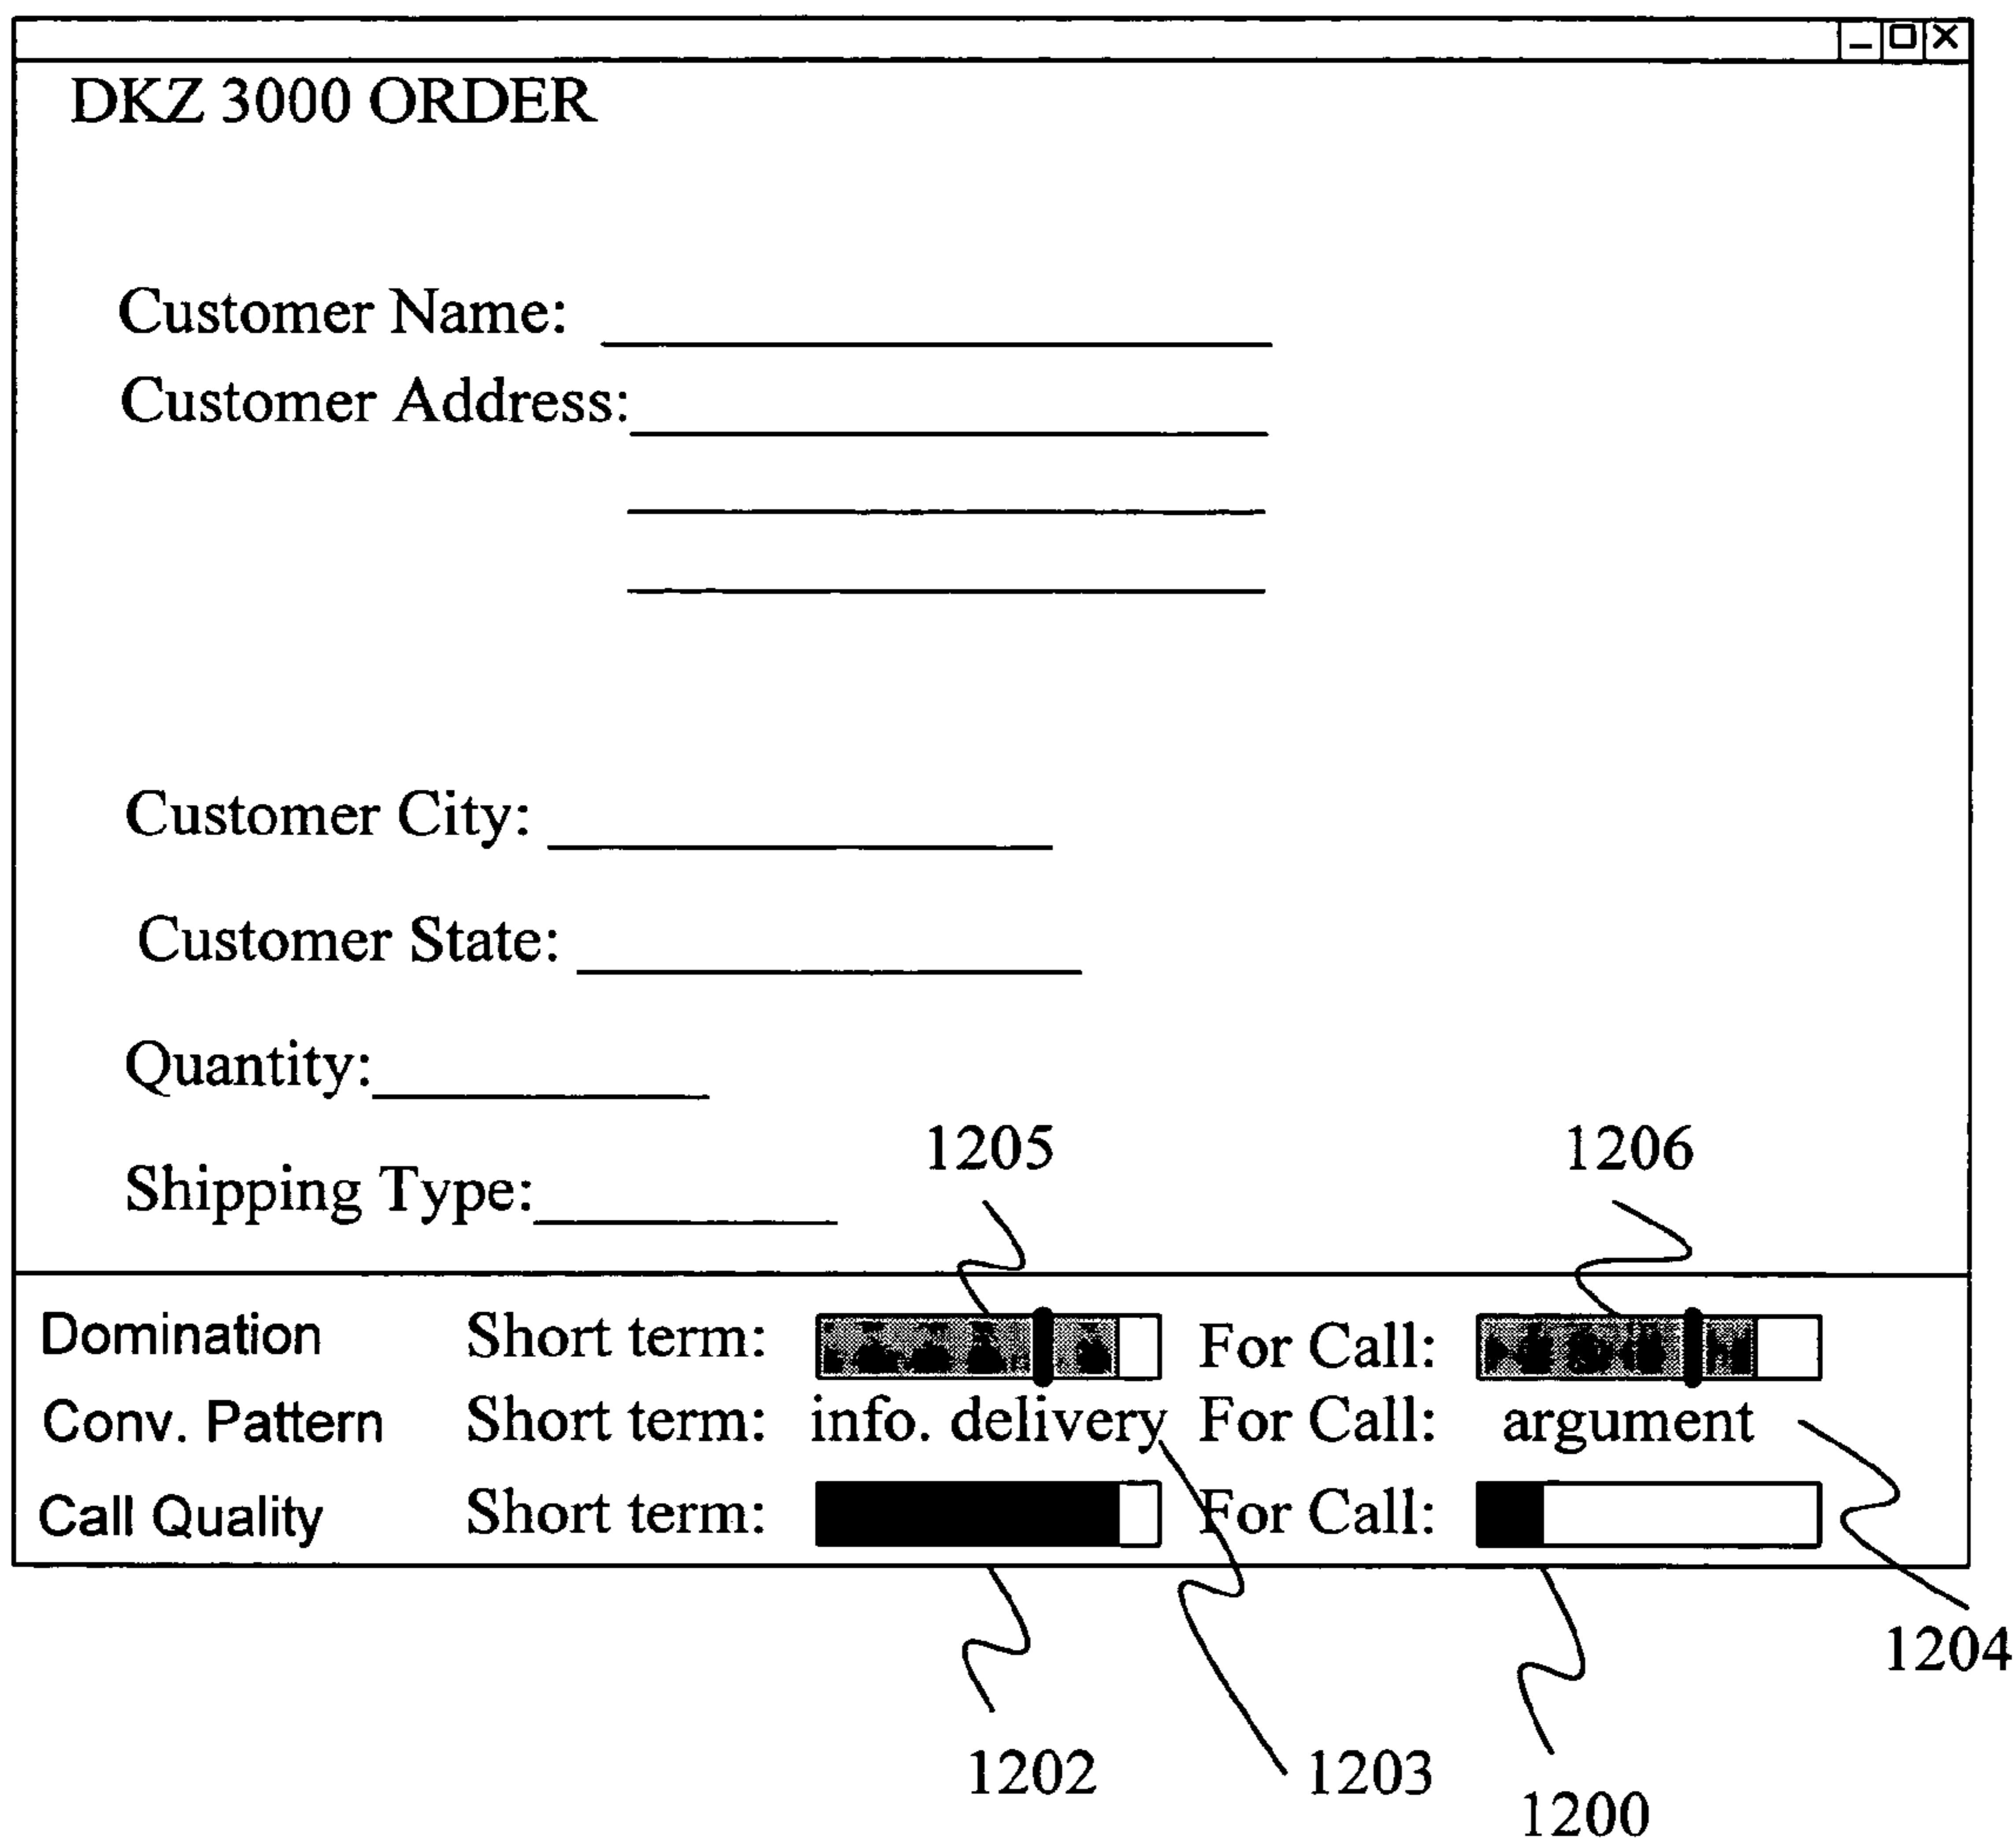 DKZ 3000 ORDER
Customer Name:
Customer Address:
Customer City:
Customer State:
Quantity:
Shipping Type:
1205
1206
Domination Short term: For Call:
Conv. Pattern Short term: info. delivery For Call: argument
Call Quality Short term: For Call:
1204
1202
1203
1200